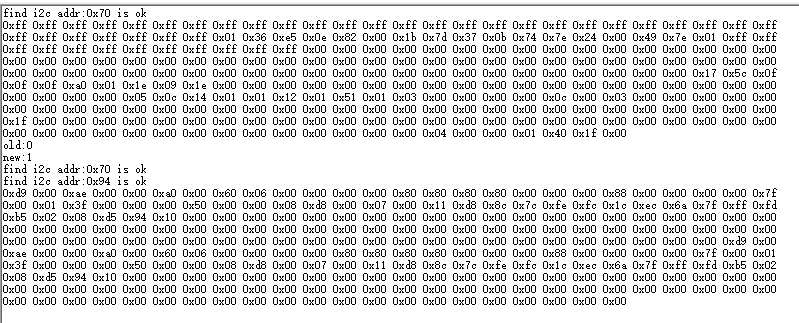 find i2c addr:0x70 is ok
0xff 0xff 0xff 0xff 0xff 0xff 0xff 0xff 0xff 0xff 0xff 0xff 0xff 0xff 0xff 0xff 0xff 0xff 0xff 0xff 0xff 0xff 0xff 0xff 0xff 0xff
0xff 0xff 0xff 0xff 0xff 0xff 0xff 0x01 0x36 0xe5 0x0e 0x82 0x00 0x1b 0x7d 0x37 0x0b 0x74 0x7e 0x24 0x00 0x49 0x7e 0x01 0xff 0xff
0xff 0xff 0xff 0xff 0xff 0xff 0xff 0xff 0xff 0xff 0x00 0x00 0x00 0x00 0x00 0x00 0x00 0x00 0x00 0x00 0x00 0x00 0x00 0x00 0x00 0x00
0x00 0x00 0x00 0x00 0x00 0x00 0x00 0x00 0x00 0x00 0x00 0x00 0x00 0x00 0x00 0x00 0x00 0x00 0x00 0x00 0x00 0x00 0x00 0x00 0x00 0x00
0x00 0x00 0x00 0x00 0x00 0x00 0x00 0x00 0x00 0x00 0x00 0x00 0x00 0x00 0x00 0x00 0x00 0x00 0x00 0x00 0x00 0x00 0x00 0x17 0x5c 0x0f
0x0f 0x0f 0xa0 0x01 0x1e 0x09 0x1e 0x00 0x00 0x00 0x00 0x00 0x00 0x00 0x00 0x00 0x00 0x00 0x00 0x00 0x00 0x00 0x00 0x00 0x00 0x00
0x00 0x00 0x00 0x00 0x05 0x0c 0x14 0x01 0x01 0x12 0x01 0x51 0x01 0x03 0x00 0x00 0x00 0x00 0x0c 0x00 0x03 0x00 0x00 0x00 0x00 0x00
0x00 0x00 0x00 0x00 0x00 0x00 0x00 0x00 0x00 0x00 0x00 0x00 0x00 0x00 0x00 0x00 0x00 0x00 0x00 0x00 0x00 0x00 0x00 0x00 0x00 0x00
0x1f 0x00 0x00 0x00 0x00 0x00 0x00 0x00 0x00 0x00 0x00 0x00 0x00 0x00 0x00 0x00 0x00 0x00 0x00 0x00 0x00 0x00 0x00 0x00 0x00 0x00
0x00 0x00 0x00 0x00 0x00 0x00 0x00 0x00 0x00 0x00 0x00 0x00 0x00 0x00 0x04 0x00 0x00 0x01 0x40 0x1f 0x00
old:0
new:1
find i2c addr:0x70 is ok
find i2c addr:0x94 is ok
0xd9 0x00 0xae 0x00 0x00 0xa0 0x00 0x60 0x06 0x00 0x00 0x00 0x00 0x80 0x80 0x80 0x80 0x00 0x00 0x00 0x88 0x00 0x00 0x00 0x00 0x7f
0x00 0x01 0x3f 0x00 0x00 0x00 0x50 0x00 0x00 0x08 0xd8 0x00 0x07 0x00 0x11 0xd8 0x8c 0x7c 0xfe 0xfc 0x1c 0xec 0x6a 0x7f 0xff 0xfd
0xb5 0x02 0x08 0xd5 0x94 0x10 0x00 0x00 0x00 0x00 0x00 0x00 0x00 0x00 0x00 0x00 0x00 0x00 0x00 0x00 0x00 0x00 0x00 0x00 0x00 0x00
0x00 0x00 0x00 0x00 0x00 0x00 0x00 0x00 0x00 0x00 0x00 0x00 0x00 0x00 0x00 0x00 0x00 0x00 0x00 0x00 0x00 0x00 0x00 0x00 0x00 0x00
0x00 0x00 0x00 0x00 0x00 0x00 0x00 0x00 0x00 0x00 0x00 0x00 0x00 0x00 0x00 0x00 0x00 0x00 0x00 0x00 0x00 0x00 0x00 0x00 0xd9 0x00
0xae 0x00 0x00 0xa0 0x00 0x60 0x06 0x00 0x00 0x00 0x00 0x80 0x80 0x80 0x80 0x00 0x00 0x00 0x88 0x00 0x00 0x00 0x00 0x7f 0x00 0x01
0x3f 0x00 0x00 0x00 0x50 0x00 0x00 0x08 0xd8 0x00 0x07 0x00 0x11 0xd8 0x8c 0x7c 0xfe 0xfc 0x1c 0xec 0x6a 0x7f 0xff 0xfd 0xb5 0x02
0x08 0xd5 0x94 0x10 0x00 0x00 0x00 0x00 0x00 0x00 0x00 0x00 0x00 0x00 0x00 0x00 0x00 0x00 0x00 0x00 0x00 0x00 0x00 0x00 0x00 0x00
0x00 0x00 0x00 0x00 0x00 0x00 0x00 0x00 0x00 0x00 0x00 0x00 0x00 0x00 0x00 0x00 0x00 0x00 0x00 0x00 0x00 0x00 0x00 0x00 0x00 0x00
0x00 0x00 0x00 0x00 0x00 0x00 0x00 0x00 0x00 0x00 0x00 0x00 0x00 0x00 0x00 0x00 0x00 0x00 0x00 0x00 0x00